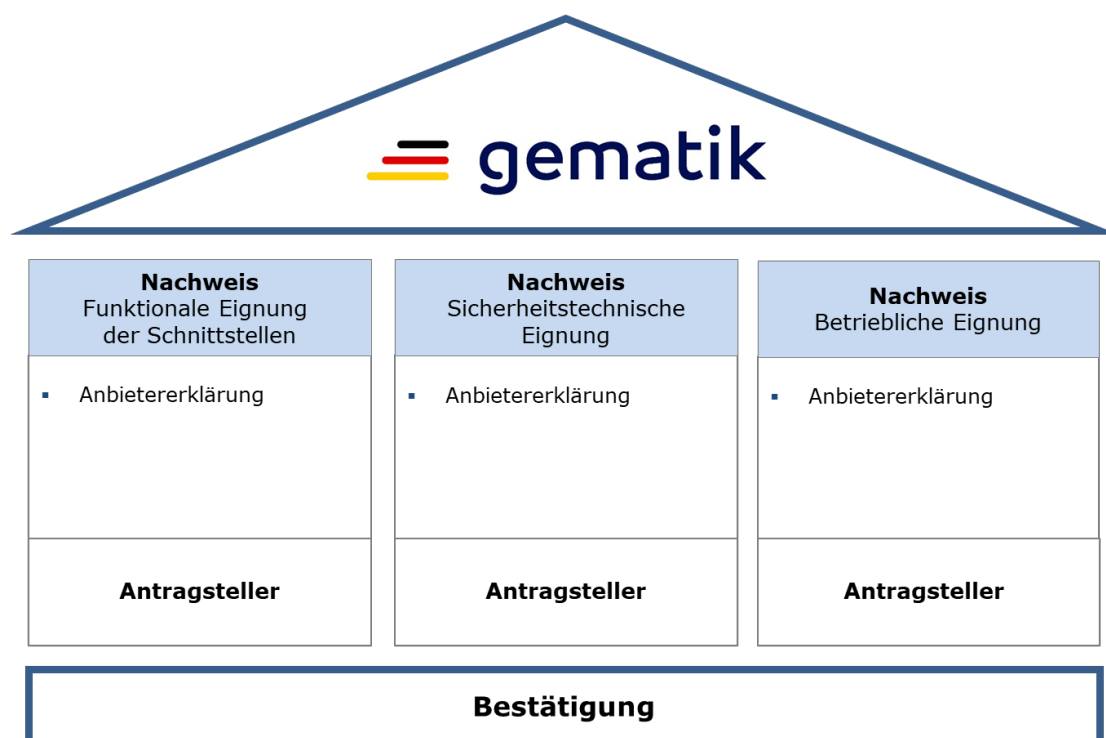 gematik
Nachweis
Funktionale Eignung
der Schnittstellen
▪ Anbietererklärung
Antragsteller
Nachweis
Sicherheitstechnische
Eignung
▪ Anbietererklärung
Antragsteller
Nachweis
Betriebliche Eignung
▪ Anbietererklärung
Antragsteller
Bestätigung